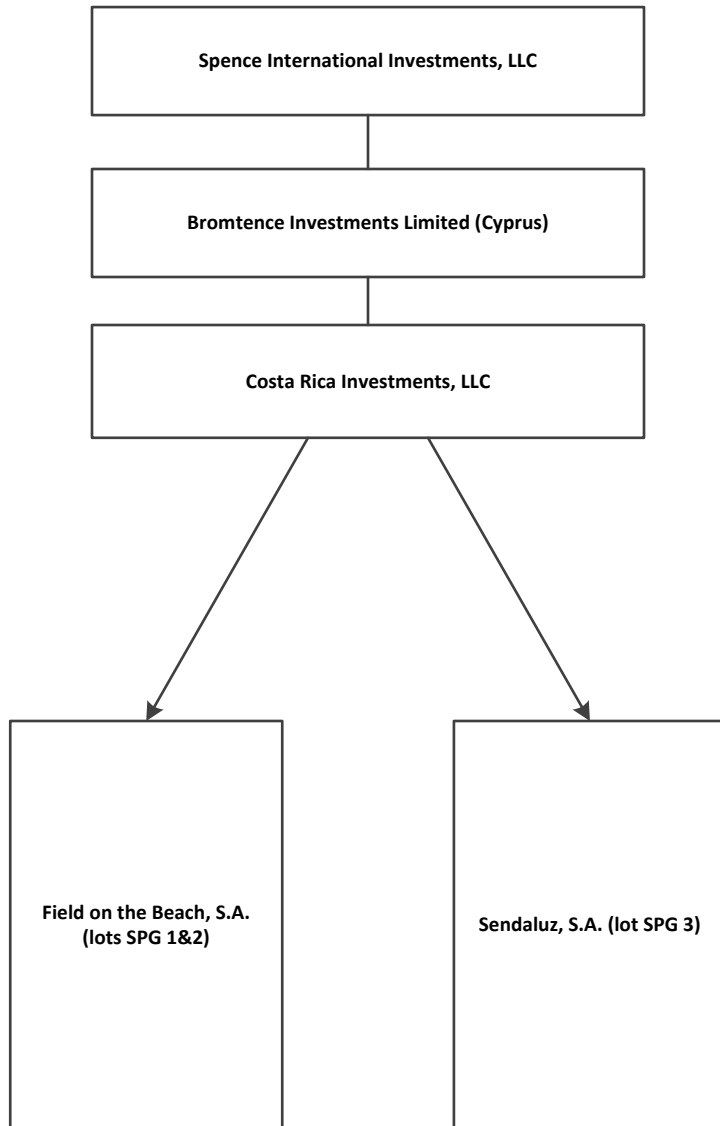 Spence International Investments, LLC
Bromtence Investments Limited (Cyprus)
Costa Rica Investments, LLC
Field on the Beach, S.A.
(lots SPG 1&2)
Sendaluz, S.A. (lot SPG 3)